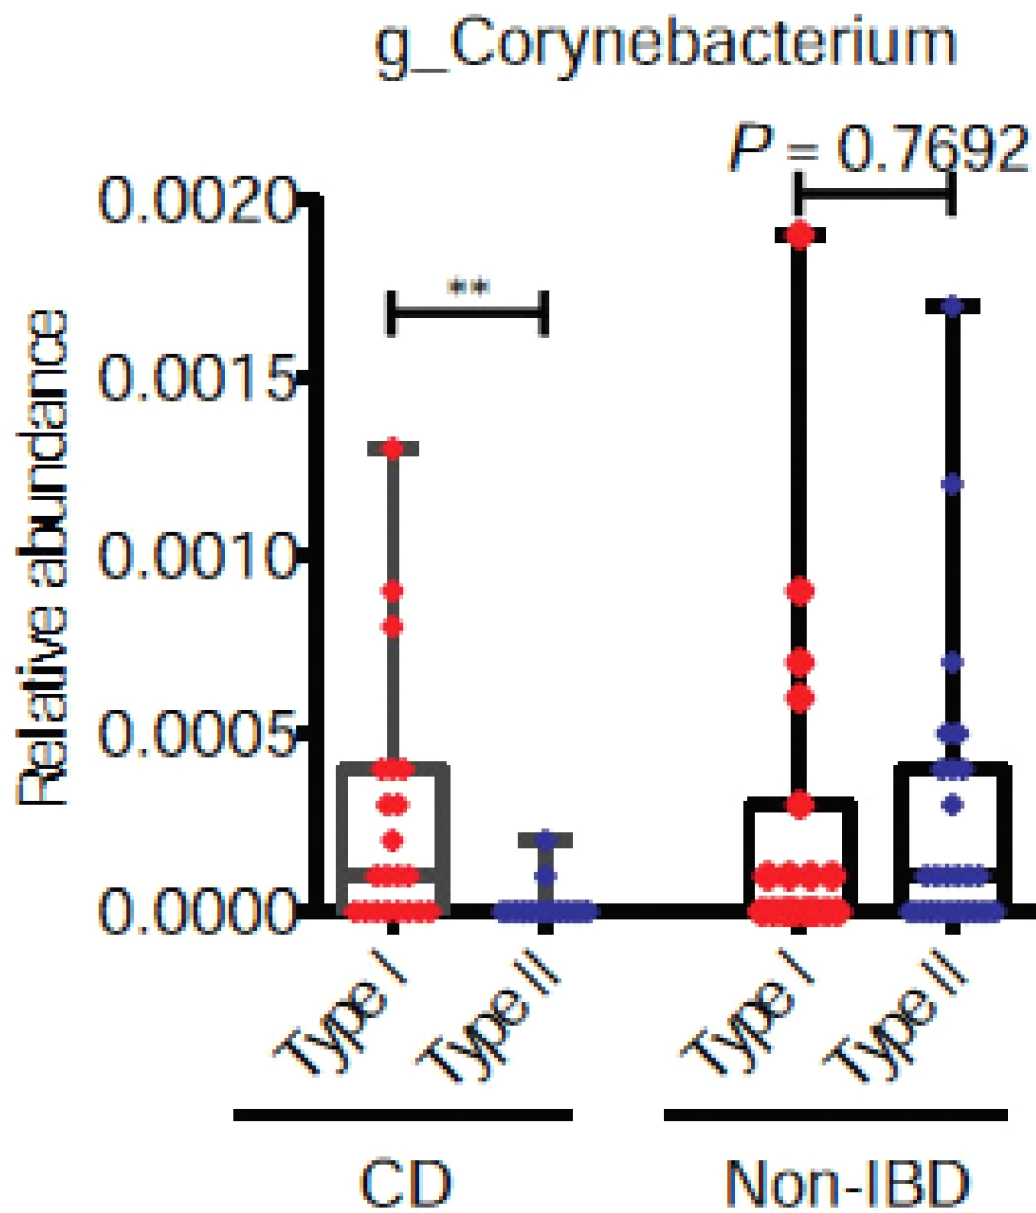 g_Corynebacterium
P = 0.7692
**
0.0020
0.0015
0.0010
0.0005
0.0000
Relative abundance
Type I
Type II
Type I
Type II
CD
Non-IBD